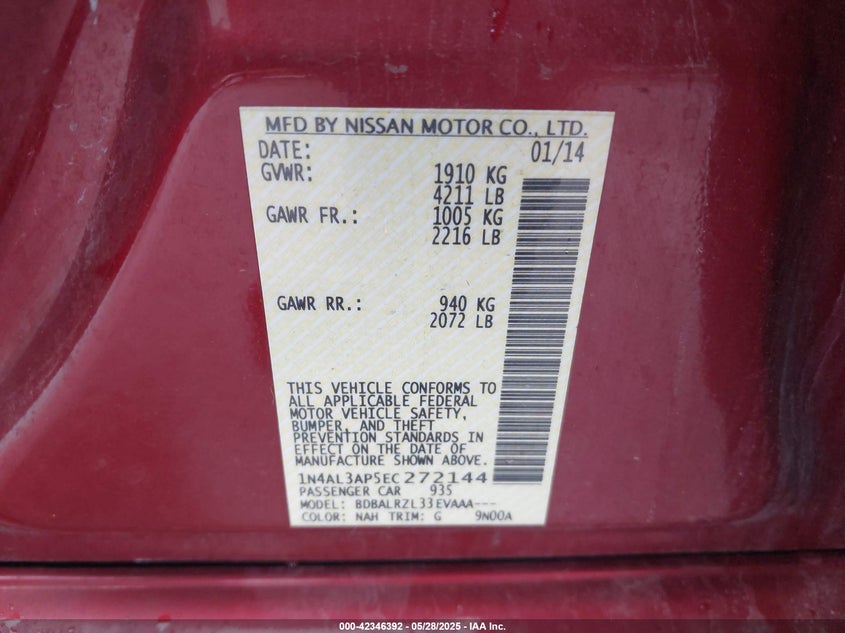 MFD BY NISSAN MOTOR CO., LTD.
DATE: 01/14
GVWR: 1910 KG
4211 LB
GAWR FR.: 1005 KG
2216 LB
GAWR RR.: 940 KG
2072 LB
THIS VEHICLE CONFORMS TO
ALL APPLICABLE FEDERAL
MOTOR VEHICLE SAFETY,
BUMPER, AND THEFT
PREVENTION STANDARDS IN
EFFECT ON THE DATE OF
MANUFACTURE SHOWN ABOVE.
1N4AL3AP5EC272144
PASSENGER CAR 935
MODEL: BDBALRZL33EVAAA---
COLOR: NAH TRIM: G 9N00A
000-42346392 — 05/28/2025 — IAA Inc.